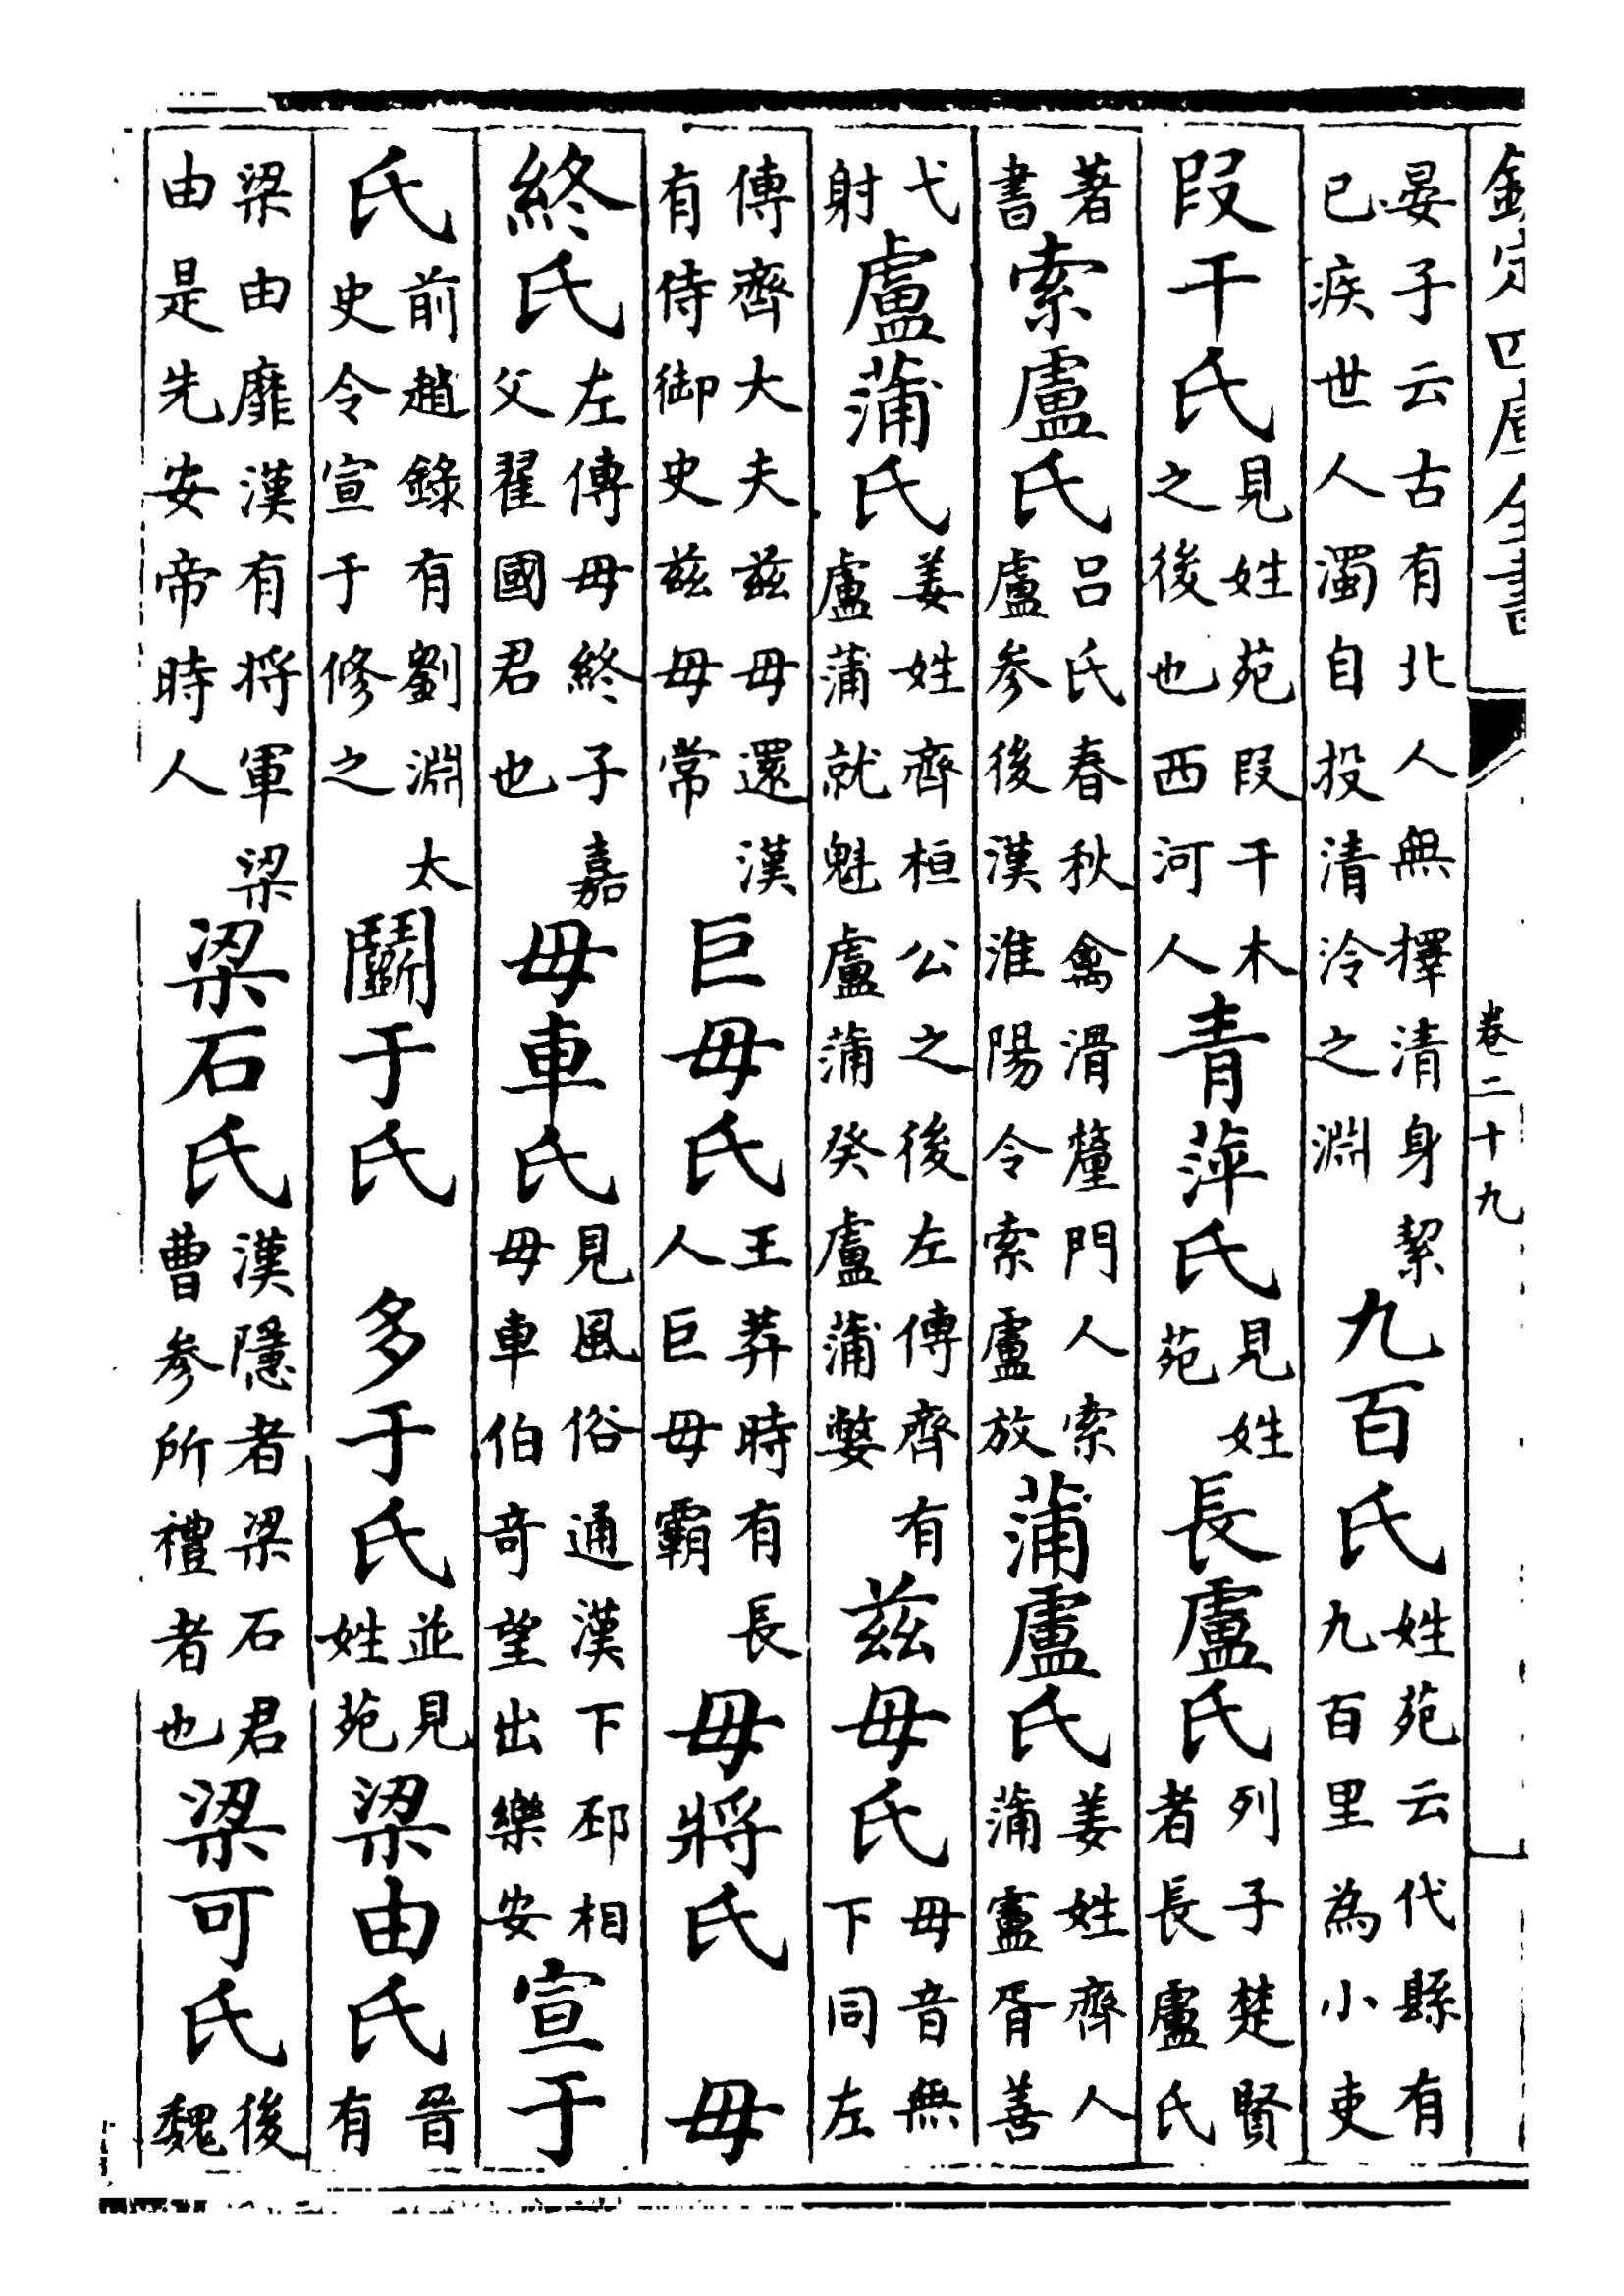 欽定四庫全書
卷二十九
晏子云古有北人無擇清身絜
已疾世人濁自投清泠之淵
九百氏
姓苑云代縣有
九九百里為小吏
段干氏
見姓苑段干木
之後也西河人
青萍氏
見姓
苑
長盧氏
列子楚賢
者長盧氏
著
書
索盧氏
呂氏春秋禽滑釐門人索
盧參後漢淮陽令索盧放
蒲盧氏
姜姓齊人
蒲盧胥善
弋
射
盧蒲氏
姜姓齊桓公之後左傳齊有
盧蒲就魁盧蒲癸盧蒲嫳
茲毋氏
毋音無
下同左
傳齊大夫茲毋還漢
有侍御史茲毋常
巨毋氏
王莽時有長
人巨毋霸
毋將氏
毋
終氏
左傳毋終子嘉
父翟國君也
毋車氏
見風俗通漢下邳相
毋車伯奇望出樂安
宣于
氏
前趙錄有劉淵太
史令宣于修之
鬭于氏
多于氏
並見
姓苑
梁由氏
晉
有
梁由靡漢有將軍梁
由是先安帝時人
梁石氏
漢隱者梁石君
曹參所禮者也
梁可氏
後
魏